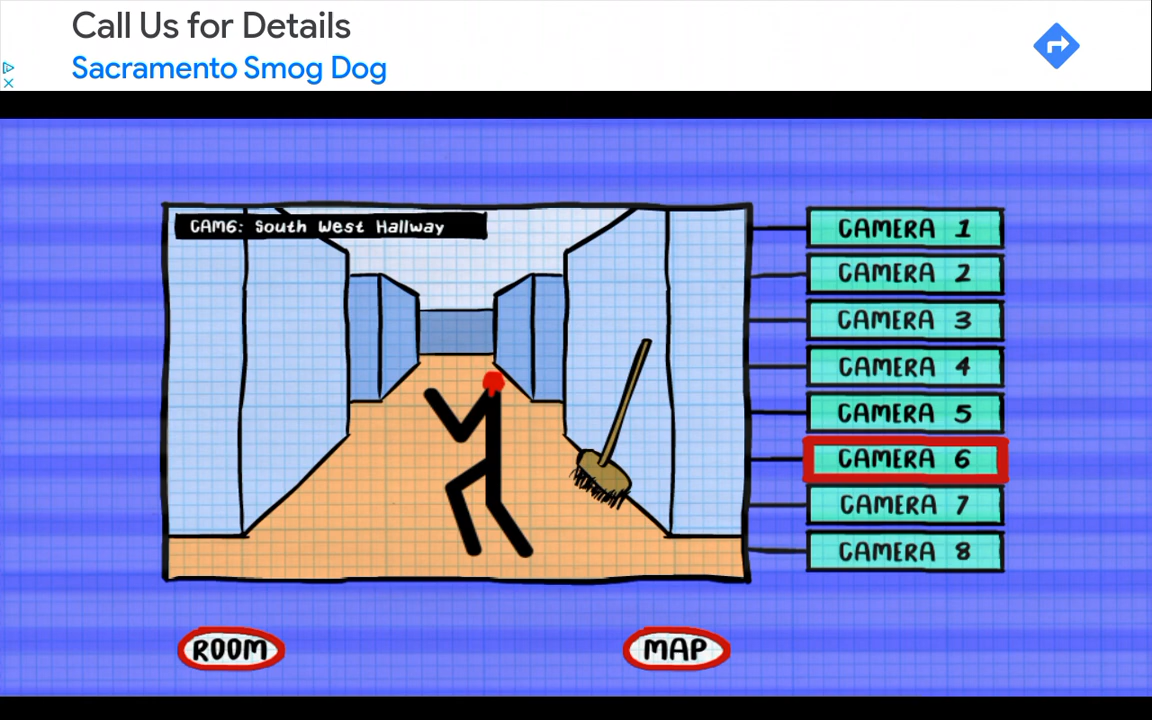 Call Us for Details
Sacramento Smog Dog
CAM6: South West Hallway
CAMERA 1
CAMERA 2
CAMERA 3
CAMERA 4
CAMERA 5
CAMERA 6
CAMERA 7
CAMERA 8
ROOM
MAP